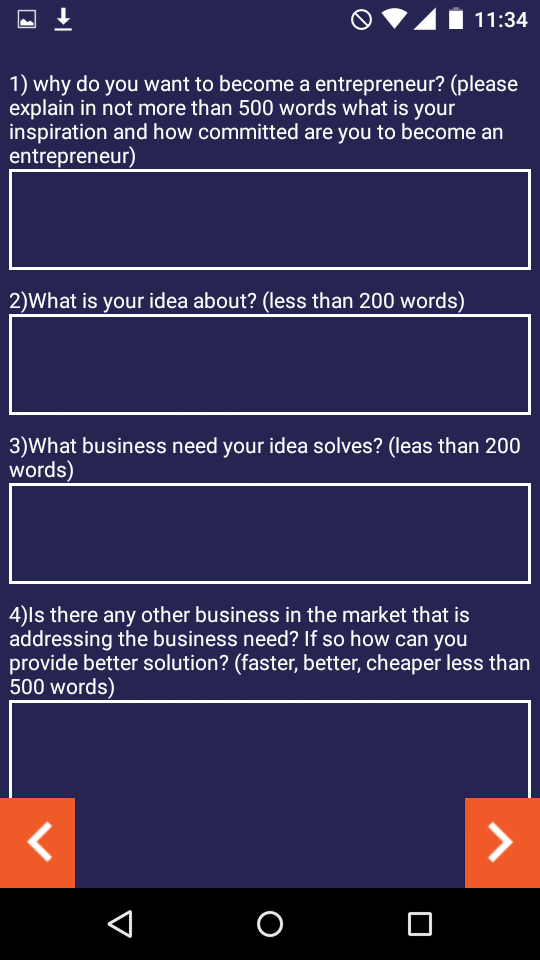 11:34
1) why do you want to become a entrepreneur? (please
explain in not more than 500 words what is your
inspiration and how committed are you to become an
entrepreneur)
2)What is your idea about? (less than 200 words)
3)What business need your idea solves? (leas than 200
words)
4)Is there any other business in the market that is
addressing the business need? If so how can you
provide better solution? (faster, better, cheaper less than
500 words)